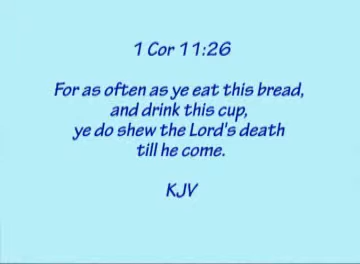 1 Cor 11:26
For as often as ye eat this bread,
and drink this cup,
ye do shew the Lord's death
till he come.
KJV